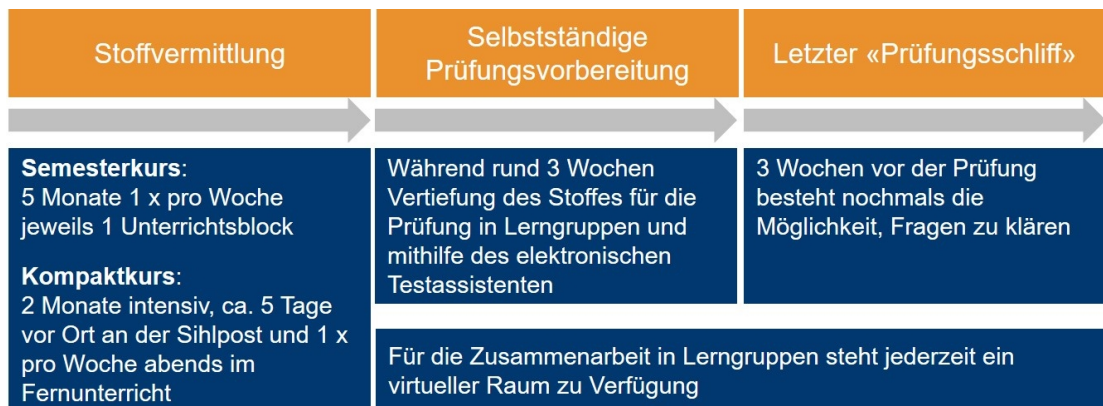 Stoffvermittlung
Selbstständige
Prüfungsvorbereitung
Letzter «Prüfungsschliff»
Semesterkurs:
5 Monate 1 x pro Woche
jeweils 1 Unterrichtsblock
Kompaktkurs:
2 Monate intensiv, ca. 5 Tage
vor Ort an der Sihlpost und 1 x
pro Woche abends im
Fernunterricht
Während rund 3 Wochen
Vertiefung des Stoffes für die
Prüfung in Lerngruppen und
mithilfe des elektronischen
Testassistenten
3 Wochen vor der Prüfung
besteht nochmals die
Möglichkeit, Fragen zu klären
Für die Zusammenarbeit in Lerngruppen steht jederzeit ein
virtueller Raum zu Verfügung